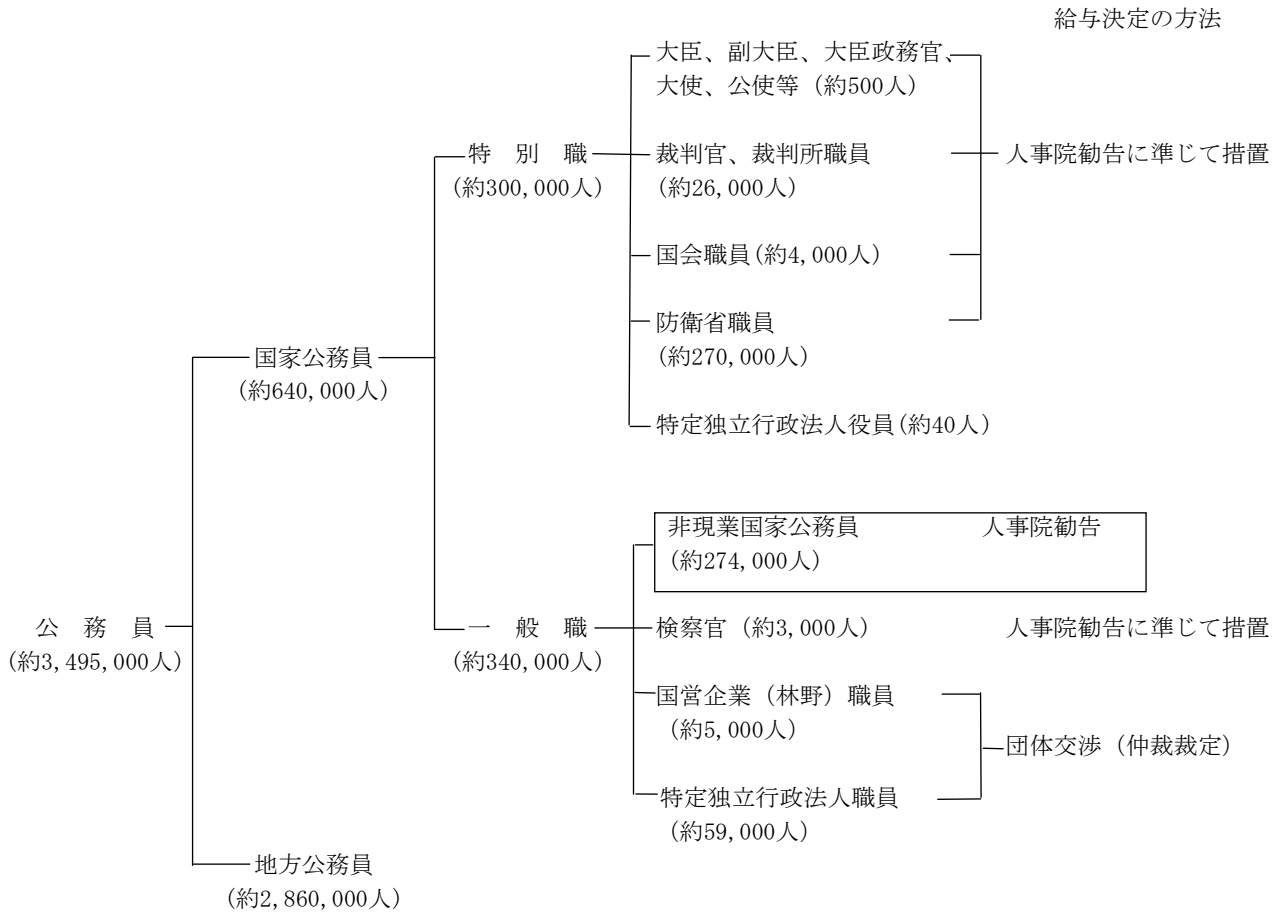 給与決定の方法
大臣、副大臣、大臣政務官、
大使、公使等（約500人）
特　別　職
（約300,000人）
裁判官、裁判所職員
（約26,000人）
人事院勧告に準じて措置
国会職員（約4,000人）
防衛省職員
（約270,000人）
国家公務員
（約640,000人）
特定独立行政法人役員（約40人）
非現業国家公務員　人事院勧告
（約274,000人）
公　務　員
（約3,495,000人）
一　般　職
（約340,000人）
検察官（約3,000人）　人事院勧告に準じて措置
国営企業（林野）職員
（約5,000人）
団体交渉（仲裁裁定）
特定独立行政法人職員
（約59,000人）
地方公務員
（約2,860,000人）